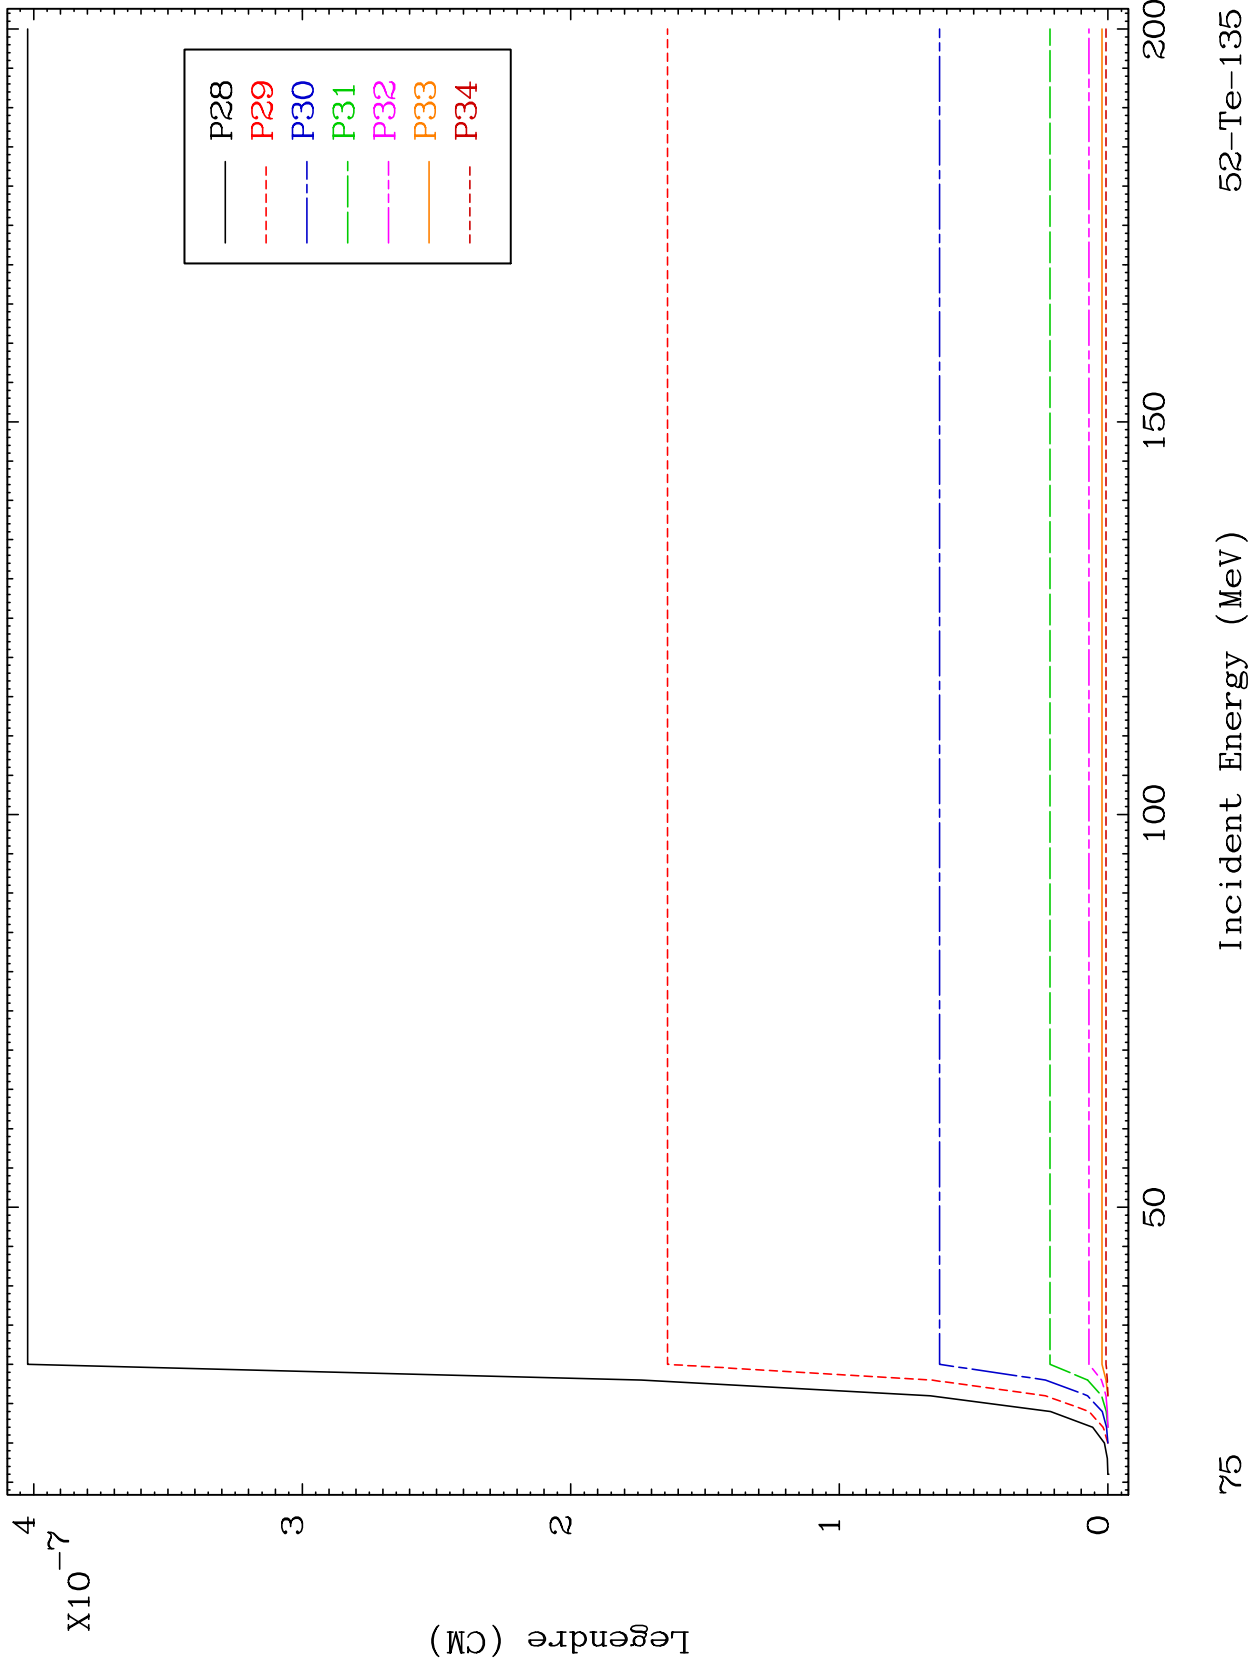 X10
-7
4
3
2
1
0
Legendre (CM)
P28
P29
P30
P31
P32
P33
P34
50
100
150
200
Incident Energy (MeV)
75
52-Te-135